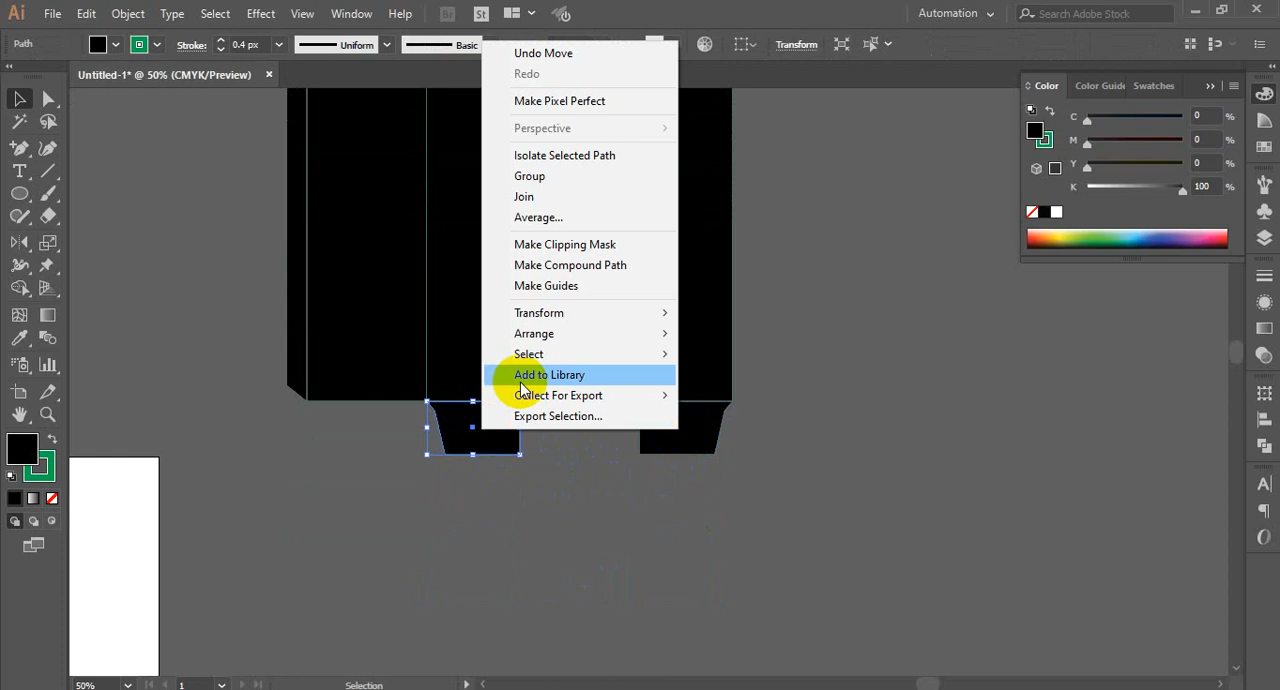 Ai File Edit Object Type Select Effect View Window Help Br St Automation Search Adobe Stock
Path Stroke: 0.4 px Uniform Basic Transform
Untitled-1* @ 50% (CMYK/Preview)
Undo Move
Redo
Make Pixel Perfect
Perspective
Isolate Selected Path
Group
Join
Average...
Make Clipping Mask
Make Compound Path
Make Guides
Transform
Arrange
Select
Add to Library
Collect For Export
Export Selection...
Color Color Guide Swatches
C 0 %
M 0 %
Y 0 %
K 100 %
50% 1 Selection